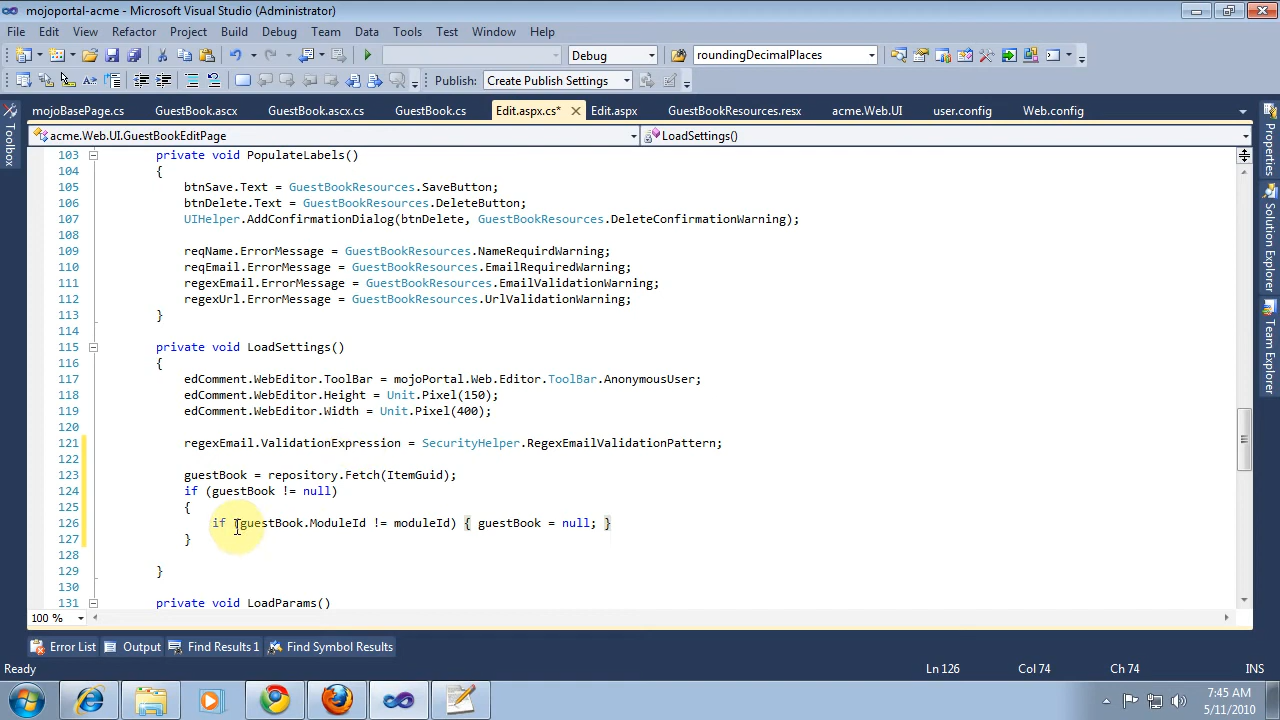 mojoportal-acme - Microsoft Visual Studio (Administrator)
File Edit View Refactor Project Build Debug Team Data Tools Test Window Help
Debug roundingDecimalPlaces
Publish: Create Publish Settings
mojoBasePage.cs GuestBook.ascx GuestBook.ascx.cs GuestBook.cs Edit.aspx.cs* Edit.aspx GuestBookResources.resx acme.Web.UI user.config Web.config
acme.Web.UI.GuestBookEditPage LoadSettings()
Toolbox
Properties
Solution Explorer
Team Explorer
103 private void PopulateLabels()
104 {
105 btnSave.Text = GuestBookResources.SaveButton;
106 btnDelete.Text = GuestBookResources.DeleteButton;
107 UIHelper.AddConfirmationDialog(btnDelete, GuestBookResources.DeleteConfirmationWarning);
108
109 reqName.ErrorMessage = GuestBookResources.NameRequirdWarning;
110 reqEmail.ErrorMessage = GuestBookResources.EmailRequiredWarning;
111 regexEmail.ErrorMessage = GuestBookResources.EmailValidationWarning;
112 regexUrl.ErrorMessage = GuestBookResources.UrlValidationWarning;
113 }
114
115 private void LoadSettings()
116 {
117 edComment.WebEditor.ToolBar = mojoPortal.Web.Editor.ToolBar.AnonymousUser;
118 edComment.WebEditor.Height = Unit.Pixel(150);
119 edComment.WebEditor.Width = Unit.Pixel(400);
120
121 regexEmail.ValidationExpression = SecurityHelper.RegexEmailValidationPattern;
122
123 guestBook = repository.Fetch(ItemGuid);
124 if (guestBook != null)
125 {
126 if (guestBook.ModuleId != moduleId) { guestBook = null; }
127 }
128
129 }
130
131 private void LoadParams()
100 %
Error List Output Find Results 1 Find Symbol Results
Ready Ln 126 Col 74 Ch 74 INS
7:45 AM
5/11/2010